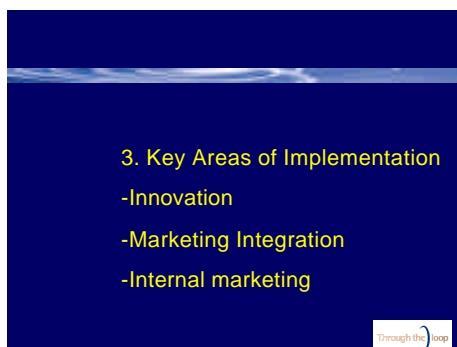 3. Key Areas of Implementation
-Innovation
-Marketing Integration
-Internal marketing
Through the loop